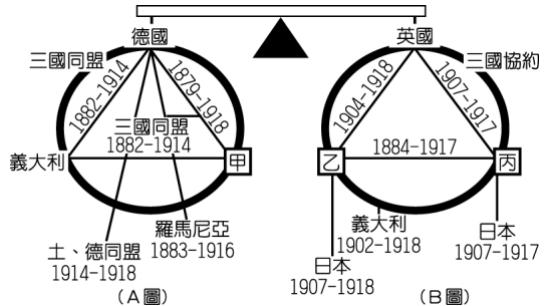 德國
三國同盟
1882-1914
1879-1918
三國同盟
1882-1914
義大利
甲
土、德同盟
1914-1918
羅馬尼亞
1883-1916
(A圖)
英國
三國協約
1904-1918
1907-1917
1884-1917
乙
丙
義大利
1902-1918
日本
1907-1918
日本
1907-1917
(B圖)